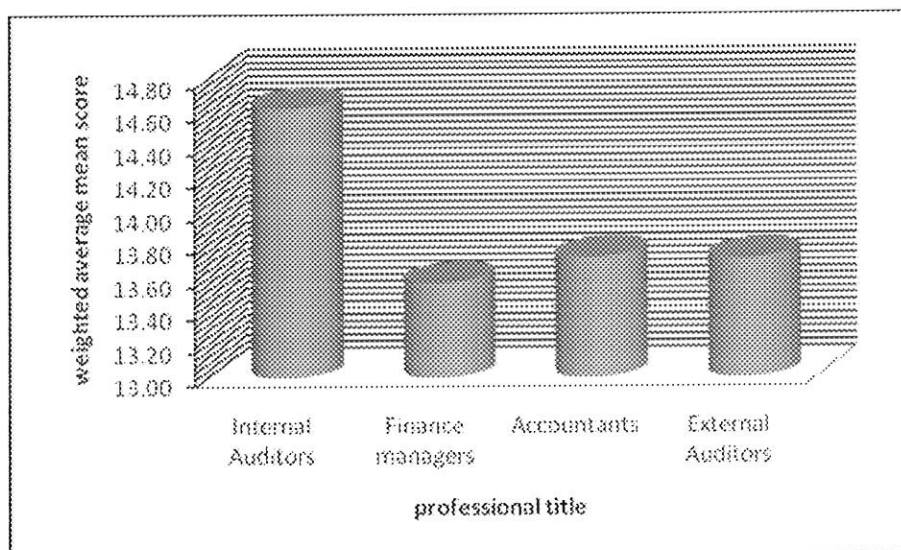 weighted average mean score
14.80
14.60
14.40
14.20
14.00
13.80
13.60
13.40
13.20
13.00
Internal
Auditors
Finance
managers
Accountants
External
Auditors
professional title